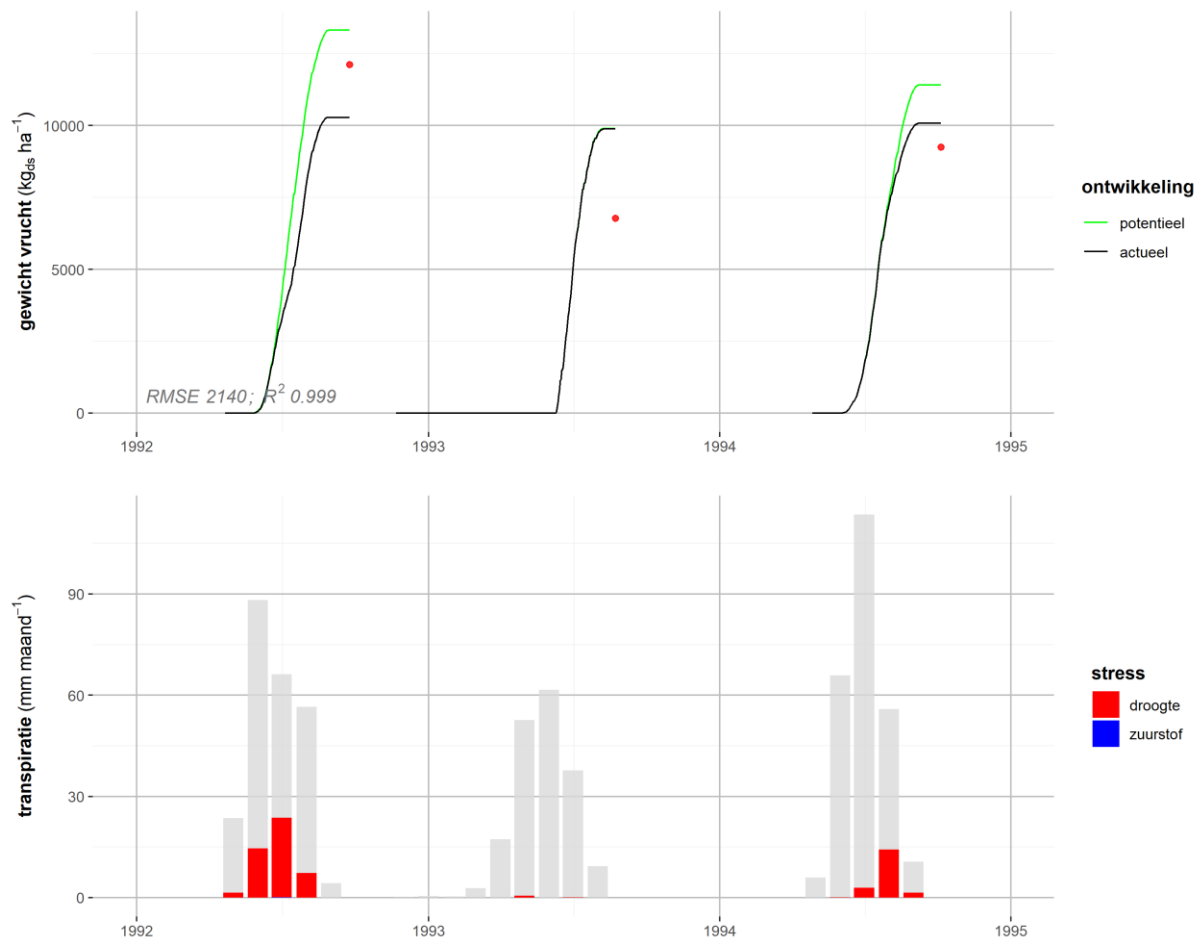 gewicht vrucht (kg_ds ha⁻¹)
10000
5000
0
RMSE 2140; R² 0.999
1992
1993
1994
1995
ontwikkeling
potentieel
actueel
transpiratie (mm maand⁻¹)
90
60
30
0
1992
1993
1994
1995
stress
droogte
zuurstof